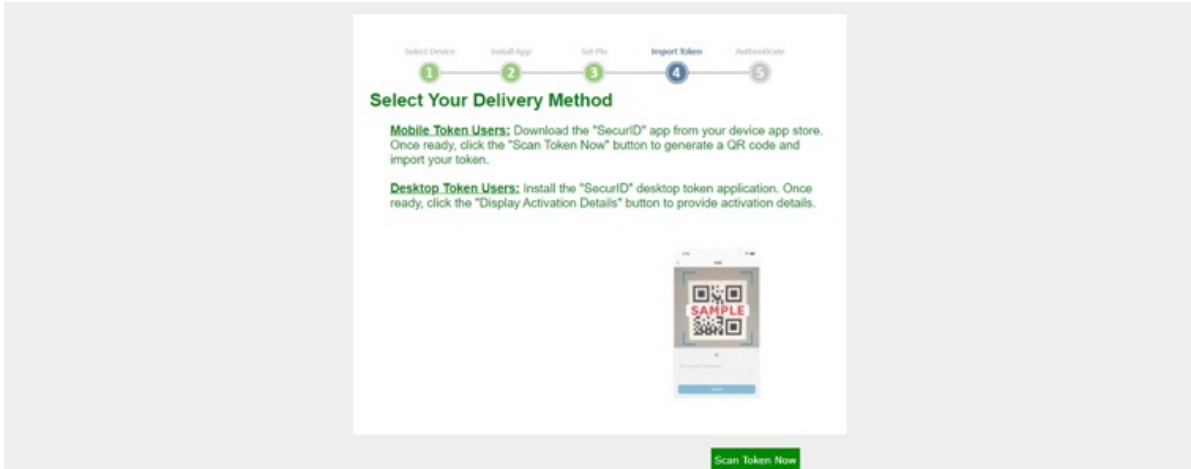 Select Device Install App Set Pin Import Token Authenticate
1 2 3 4 5
Select Your Delivery Method
Mobile Token Users: Download the "SecurID" app from your device app store.
Once ready, click the "Scan Token Now" button to generate a QR code and
import your token.
Desktop Token Users: Install the "SecurID" desktop token application. Once
ready, click the "Display Activation Details" button to provide activation details.
SAMPLE
Scan Token Now